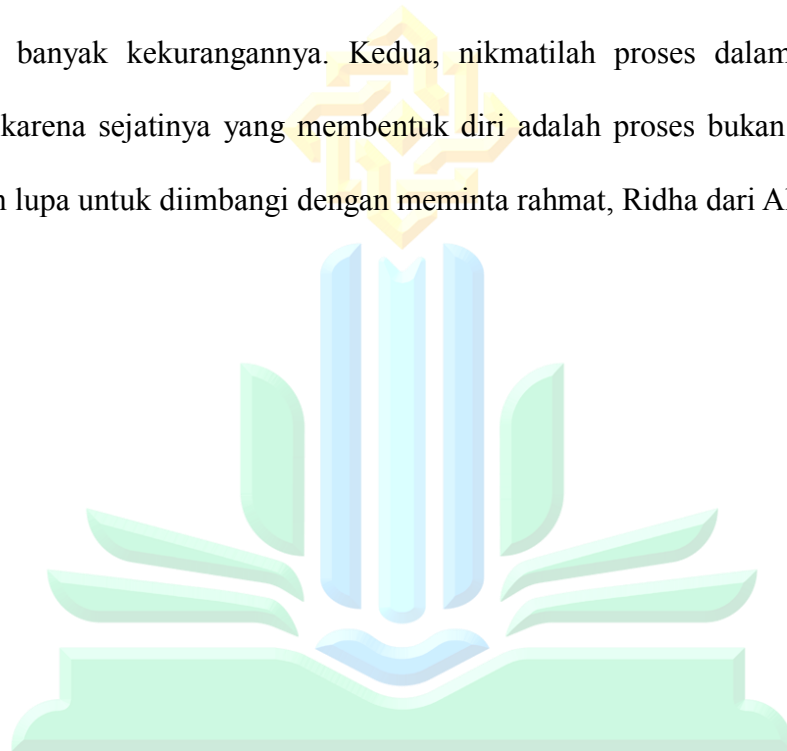 banyak kekurangannya. Kedua, nikmatilah proses dalam
karena sejatinya yang membentuk diri adalah proses bukan
lupa untuk diimbangi dengan meminta rahmat, Ridha dari